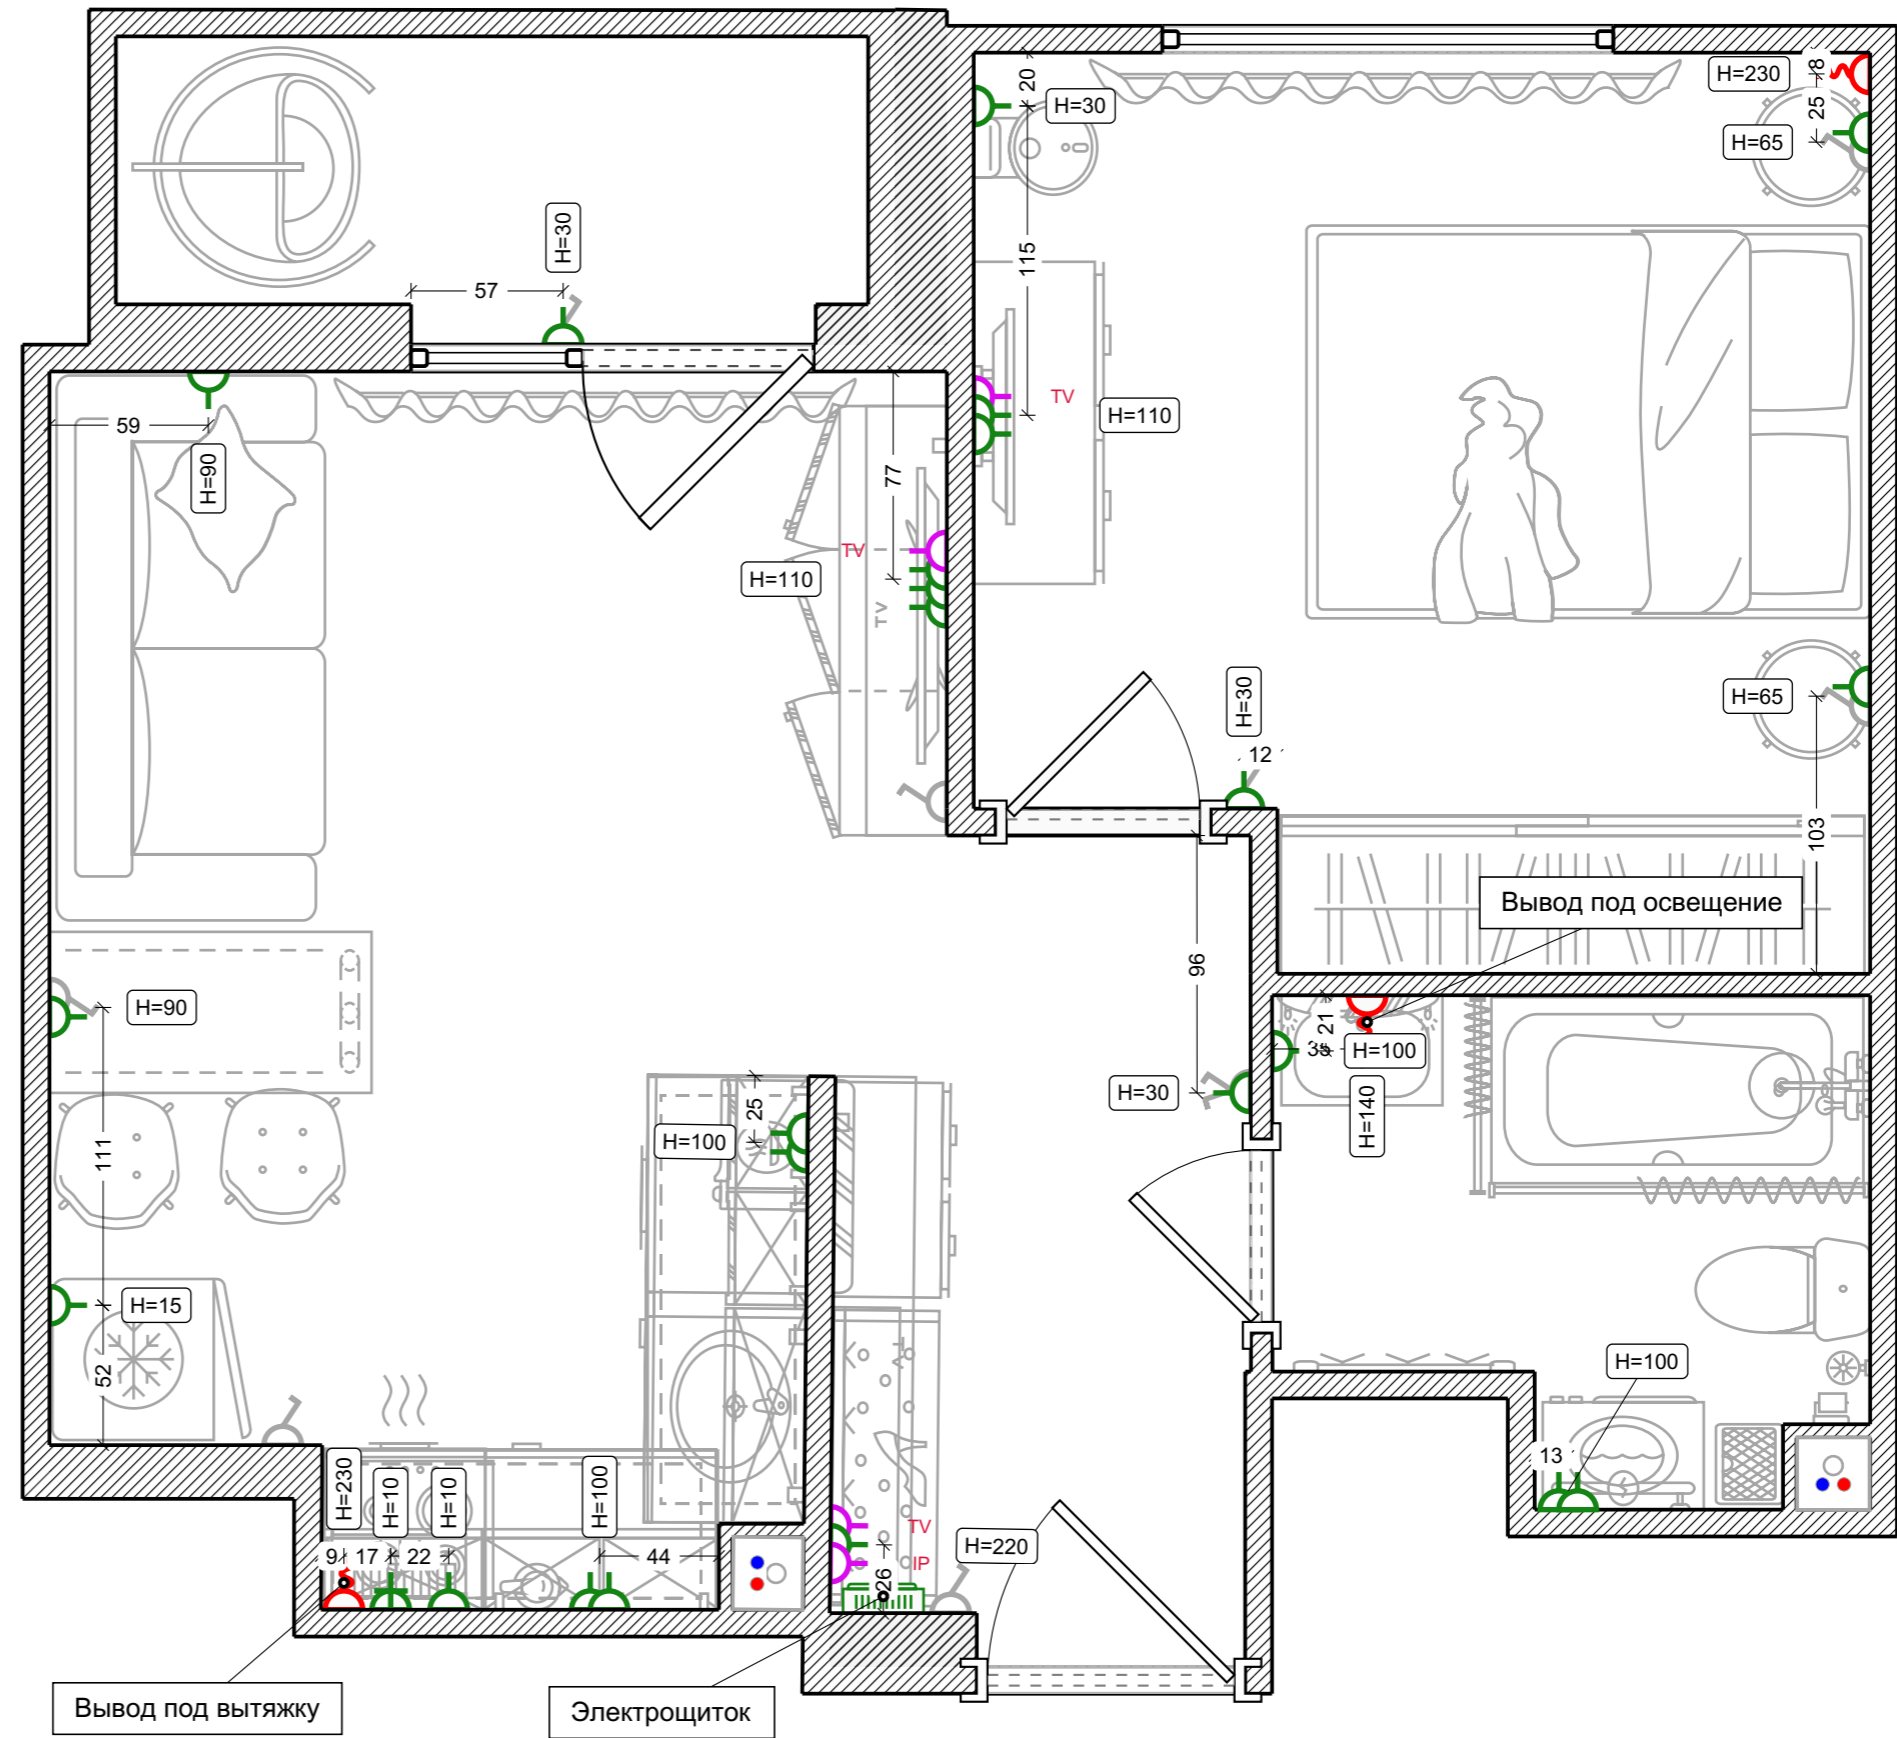 20
H=30
H=230
8
25
H=65
H=30
57
115
TV
H=110
59
H=90
77
TV
H=110
TV
H=30
12
H=65
103
Вывод под освещение
96
H=90
21
35
H=100
H=30
H=140
25
H=100
111
H=15
52
H=100
13
H=230
H=10
H=10
H=100
9
17
22
44
TV
IP
26
H=220
Вывод под вытяжку
Электрощиток